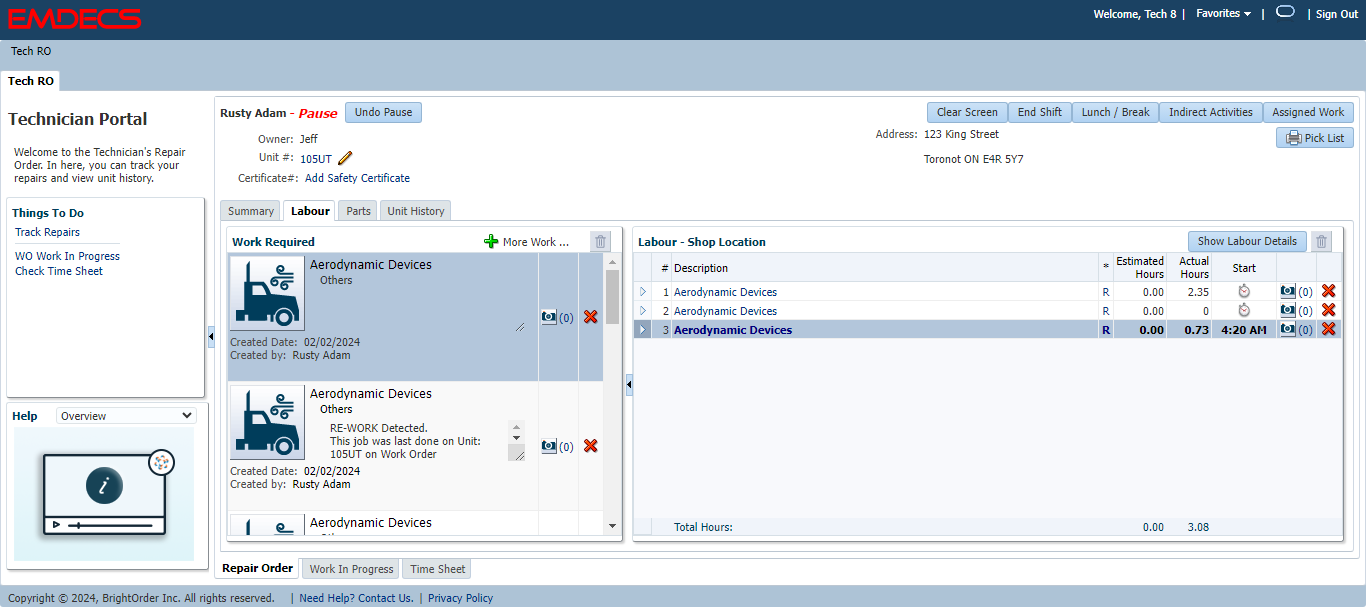 EMDECS
Welcome, Tech 8 | Favorites | | Sign Out
Tech RO
Tech RO
Technician Portal
Welcome to the Technician's Repair
Order. In here, you can track your
repairs and view unit history.
Things To Do
Track Repairs
WO Work In Progress
Check Time Sheet
Help Overview
i
Rusty Adam - Pause Undo Pause
Clear Screen End Shift Lunch / Break Indirect Activities Assigned Work
Owner: Jeff
Unit #: 105UT
Certificate#: Add Safety Certificate
Address: 123 King Street
Toronot ON E4R 5Y7
Pick List
Summary Labour Parts Unit History
Work Required More Work ...
Aerodynamic Devices
Others
(0)
Created Date: 02/02/2024
Created by: Rusty Adam
Aerodynamic Devices
Others
RE-WORK Detected.
This job was last done on Unit:
105UT on Work Order
(0)
Created Date: 02/02/2024
Created by: Rusty Adam
Aerodynamic Devices
Labour - Shop Location Show Labour Details
# Description * Estimated Hours Actual Hours Start
1 Aerodynamic Devices R 0.00 2.35 (0)
2 Aerodynamic Devices R 0.00 0 (0)
3 Aerodynamic Devices R 0.00 0.73 4:20 AM (0)
Total Hours: 0.00 3.08
Repair Order Work In Progress Time Sheet
Copyright © 2024, BrightOrder Inc. All rights reserved. | Need Help? Contact Us. | Privacy Policy